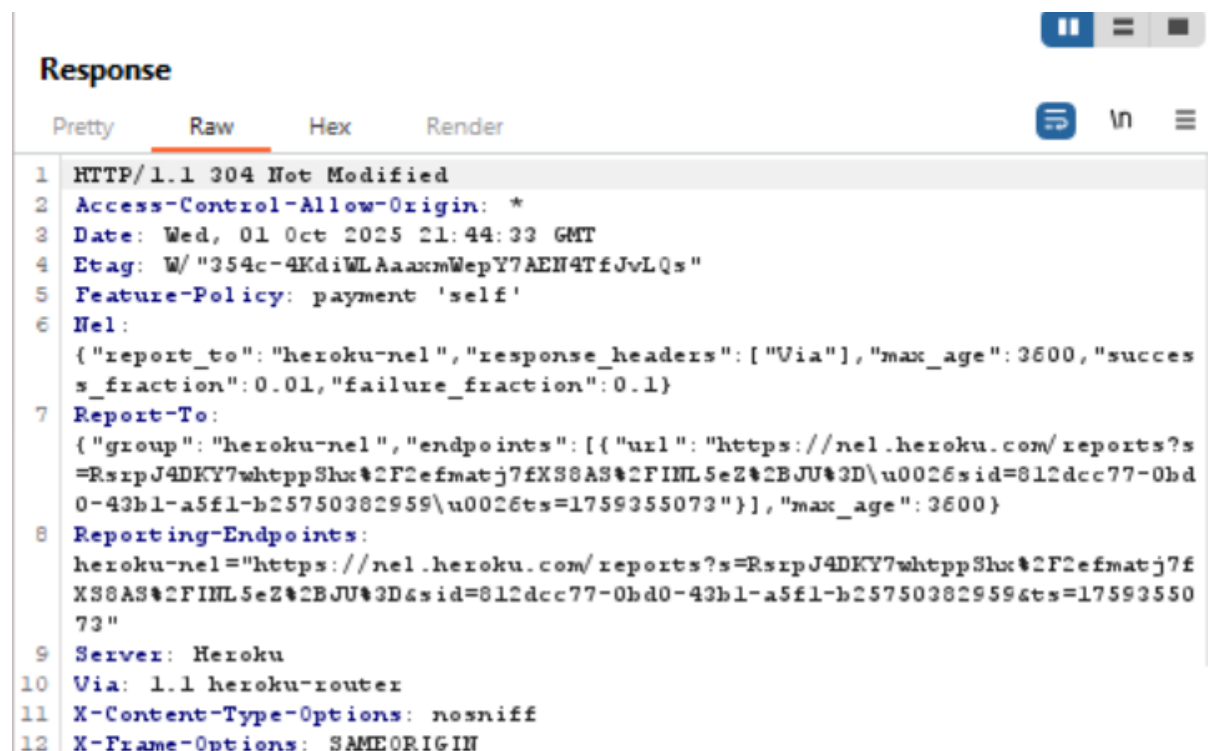 Response
Pretty Raw Hex Render \n
1 HTTP/1.1 304 Not Modified
2 Access-Control-Allow-Origin: *
3 Date: Wed, 01 Oct 2025 21:44:33 GMT
4 Etag: W/"354c-4KdiWLAaaxmWepY7AEN4TfJvLQs"
5 Feature-Policy: payment 'self'
6 Nel:
{"report_to":"heroku-nel","response_headers":["Via"],"max_age":3600,"succes
s_fraction":0.01,"failure_fraction":0.1}
7 Report-To:
{"group":"heroku-nel","endpoints":[{"url":"https://nel.heroku.com/reports?s
=RsrpJ4DKY7whtppShx%2F2efmatj7fXS8AS%2FINL5eZ%2BJU%3D\u0026sid=812dcc77-0bd
0-43b1-a5f1-b25750382959\u0026ts=1759355073"}],"max_age":3600}
8 Reporting-Endpoints:
heroku-nel="https://nel.heroku.com/reports?s=RsrpJ4DKY7whtppShx%2F2efmatj7f
XS8AS%2FINL5eZ%2BJU%3D&sid=812dcc77-0bd0-43b1-a5f1-b25750382959&ts=17593550
73"
9 Server: Heroku
10 Via: 1.1 heroku-router
11 X-Content-Type-Options: nosniff
12 X-Frame-Options: SAMEORIGIN